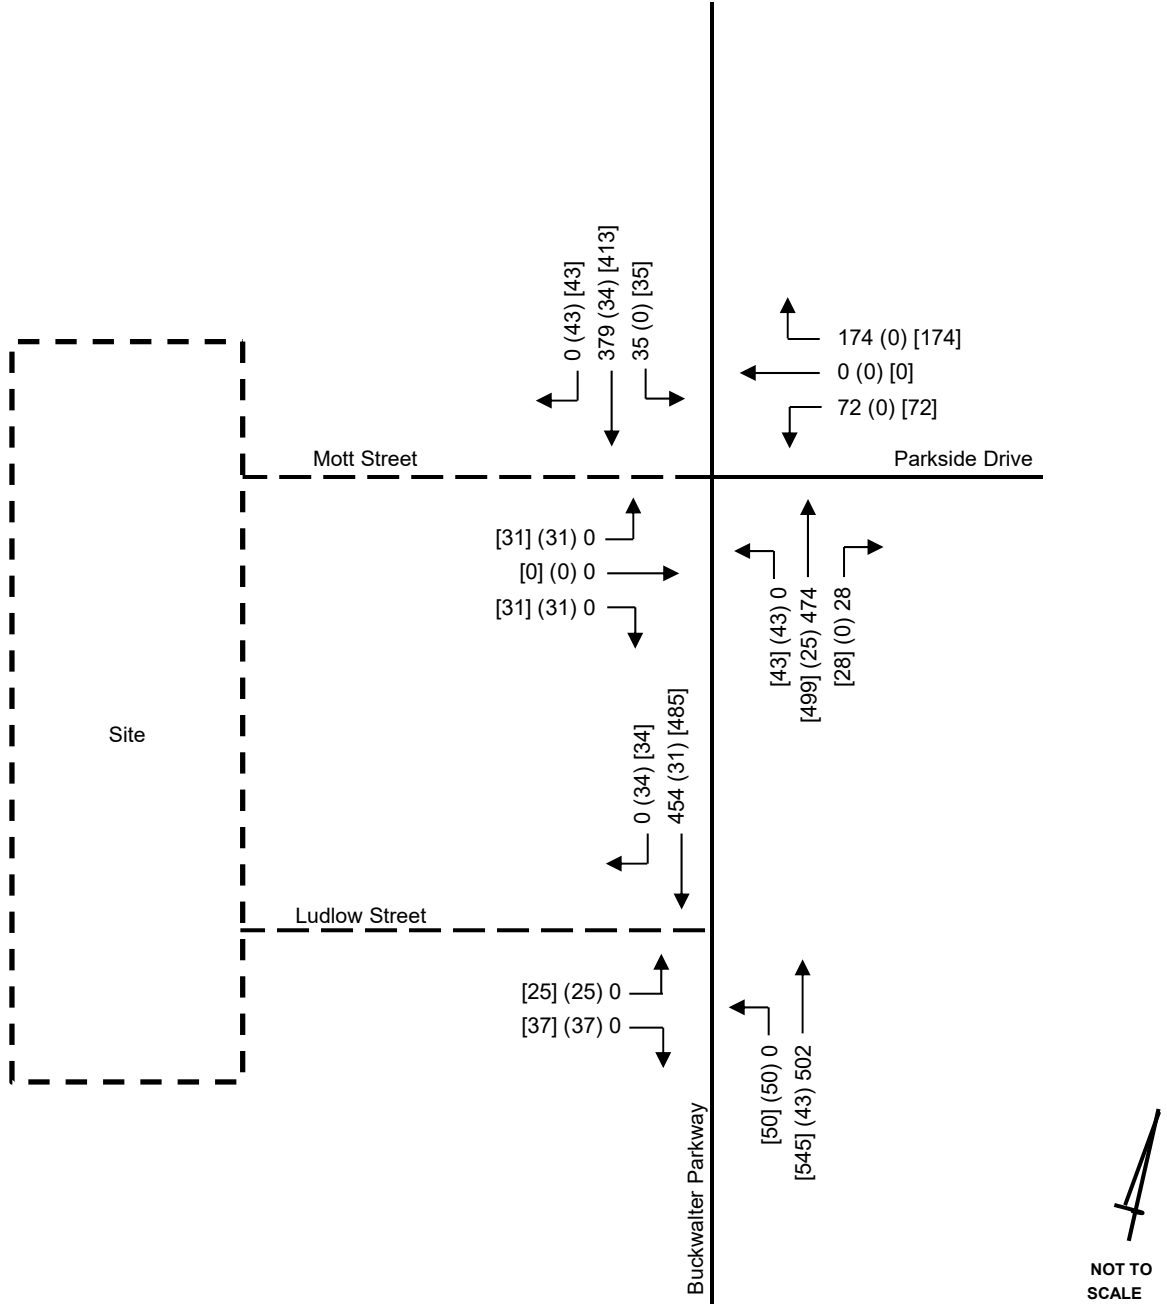 0 (43) [43]
379 (34) [413]
35 (0) [35]
174 (0) [174]
0 (0) [0]
72 (0) [72]
Mott Street
Parkside Drive
[31] (31) 0
[0] (0) 0
[31] (31) 0
[43] (43) 0
[499] (25) 474
[28] (0) 28
Site
0 (34) [34]
454 (31) [485]
Ludlow Street
[25] (25) 0
[37] (37) 0
[50] (50) 0
[545] (43) 502
Buckwalter Parkway
NOT TO
SCALE